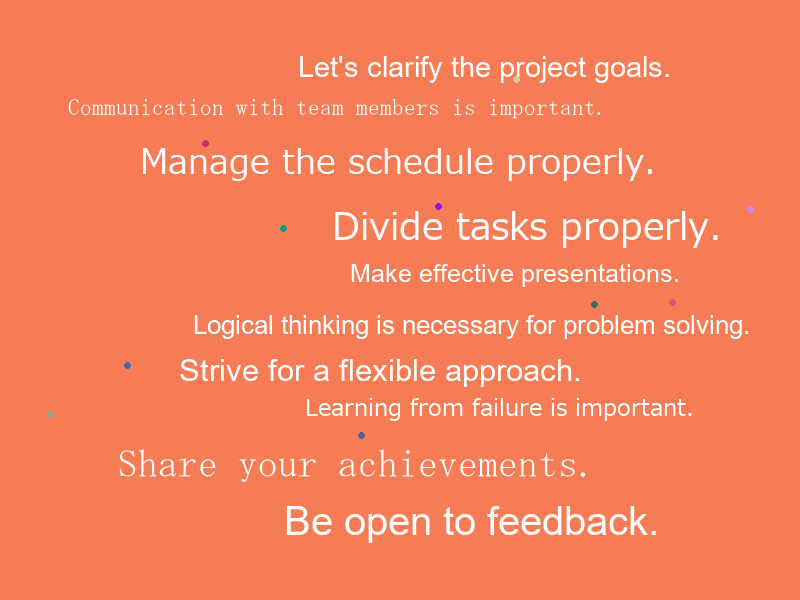 Let's clarify the project goals.
Communication with team members is important.
Manage the schedule properly.
Divide tasks properly.
Make effective presentations.
Logical thinking is necessary for problem solving.
Strive for a flexible approach.
Learning from failure is important.
Share your achievements.
Be open to feedback.